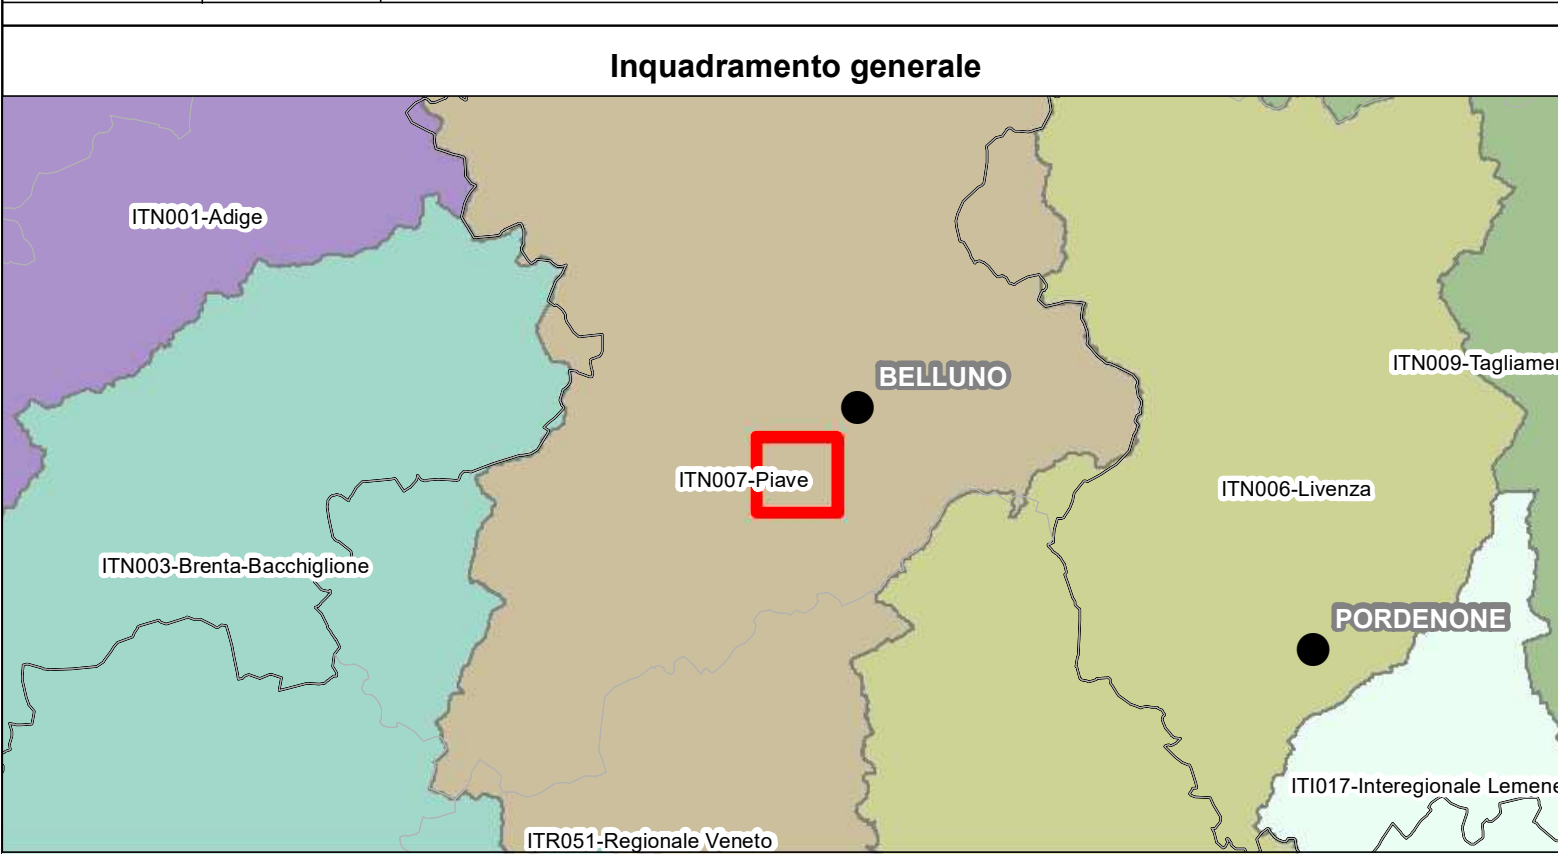 Inquadramento generale
ITN001-Adige
ITN009-Tagliamen
BELLUNO
ITN007-Piave
ITN006-Livenza
ITN003-Brenta-Bacchiglione
PORDENONE
ITI017-Interegionale Lemene
ITR051-Regionale Veneto